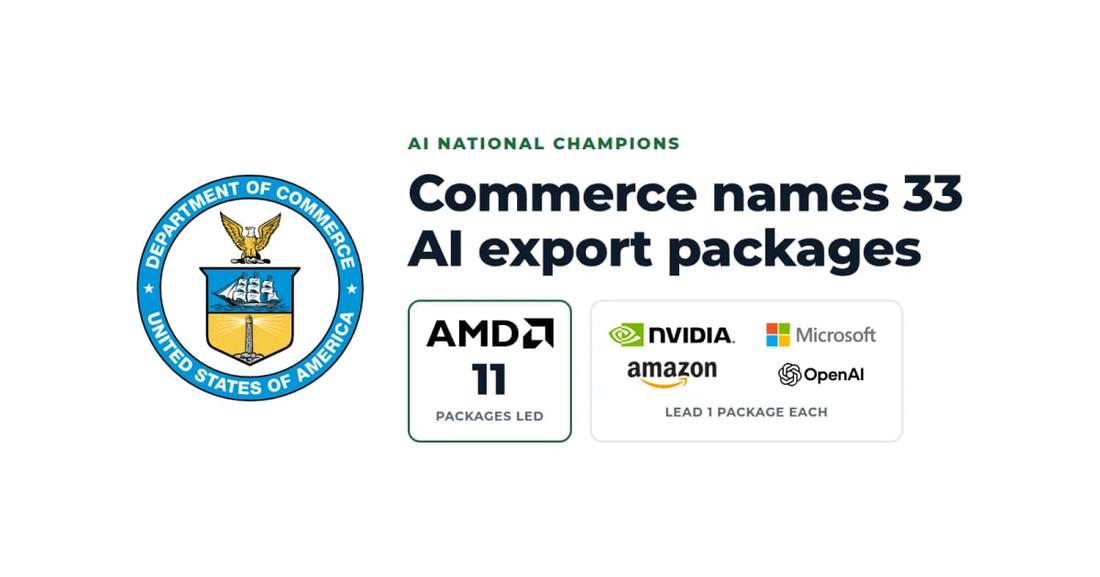 DEPARTMENT OF COMMERCE
UNITED STATES OF AMERICA
AI NATIONAL CHAMPIONS
Commerce names 33
AI export packages
AMD
11
PACKAGES LED
NVIDIA.
Microsoft
amazon
OpenAI
LEAD 1 PACKAGE EACH